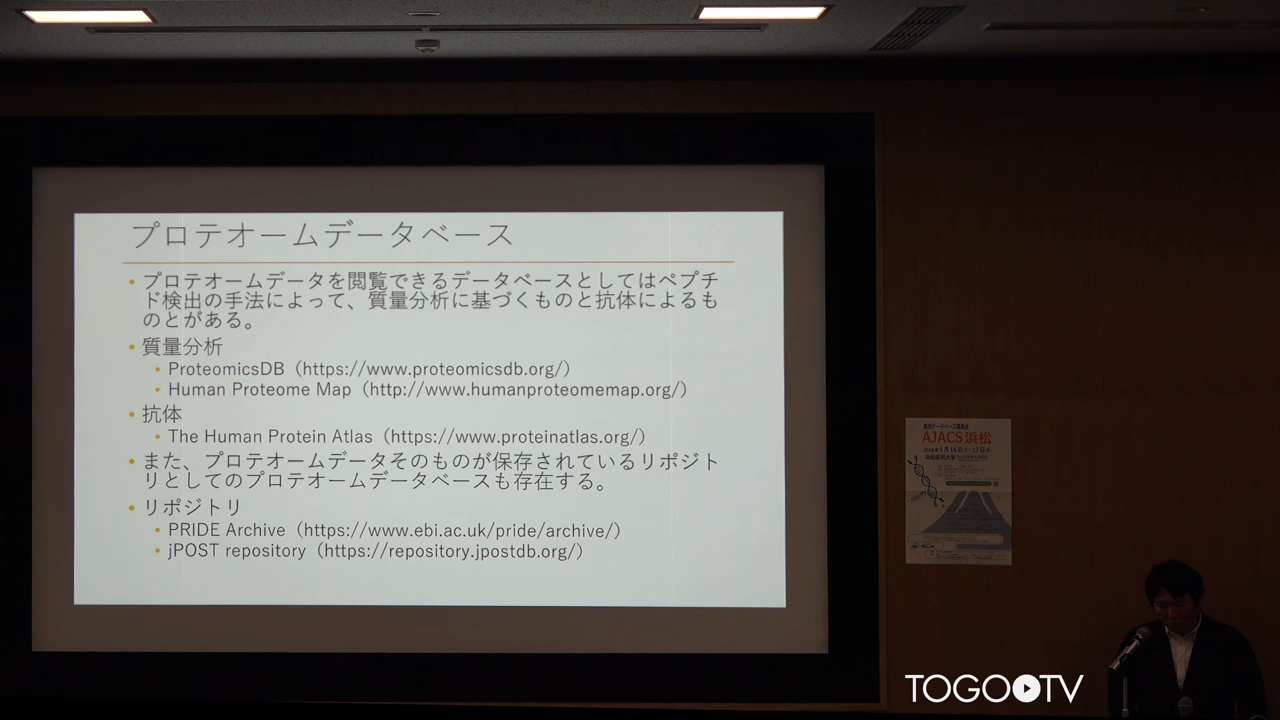 プロテオームデータベース
• プロテオームデータを閲覧できるデータベースとしてはペプチ
ド検出の手法によって、質量分析に基づくものと抗体によるも
のとがある。
• 質量分析
• ProteomicsDB（https://www.proteomicsdb.org/）
• Human Proteome Map（http://www.humanproteomemap.org/）
• 抗体
• The Human Protein Atlas（https://www.proteinatlas.org/）
• また、プロテオームデータそのものが保存されているリポジト
リとしてのプロテオームデータベースも存在する。
• リポジトリ
• PRIDE Archive（https://www.ebi.ac.uk/pride/archive/）
• jPOST repository（https://repository.jpostdb.org/）
AJACS浜松
TOGOTV